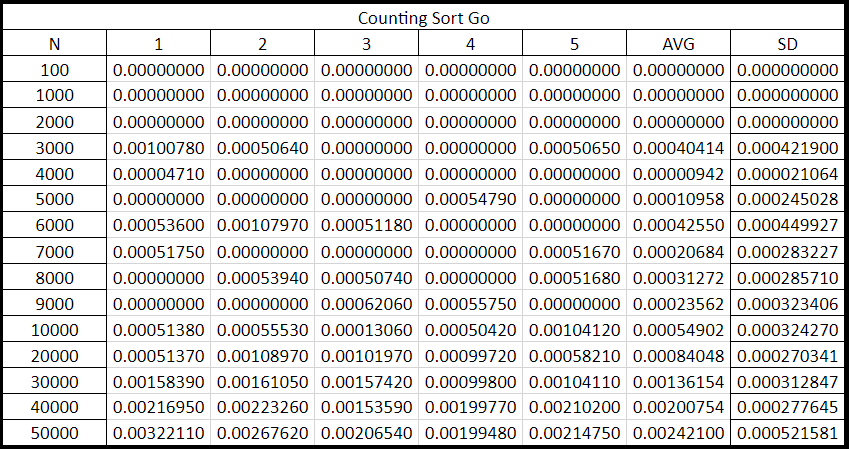 Counting Sort Go
N 1 2 3 4 5 AVG SD
100 0.00000000 0.00000000 0.00000000 0.00000000 0.00000000 0.00000000 0.000000000
1000 0.00000000 0.00000000 0.00000000 0.00000000 0.00000000 0.00000000 0.000000000
2000 0.00000000 0.00000000 0.00000000 0.00000000 0.00000000 0.00000000 0.000000000
3000 0.00100780 0.00050640 0.00000000 0.00000000 0.00050650 0.00040414 0.000421900
4000 0.00004710 0.00000000 0.00000000 0.00000000 0.00000000 0.00000942 0.000021064
5000 0.00000000 0.00000000 0.00000000 0.00054790 0.00000000 0.00010958 0.000245028
6000 0.00053600 0.00107970 0.00051180 0.00000000 0.00000000 0.00042550 0.000449927
7000 0.00051750 0.00000000 0.00000000 0.00000000 0.00051670 0.00020684 0.000283227
8000 0.00000000 0.00053940 0.00050740 0.00000000 0.00051680 0.00031272 0.000285710
9000 0.00000000 0.00000000 0.00062060 0.00055750 0.00000000 0.00023562 0.000323406
10000 0.00051380 0.00055530 0.00013060 0.00050420 0.00104120 0.00054902 0.000324270
20000 0.00051370 0.00108970 0.00101970 0.00099720 0.00058210 0.00084048 0.000270341
30000 0.00158390 0.00161050 0.00157420 0.00099800 0.00104110 0.00136154 0.000312847
40000 0.00216950 0.00223260 0.00153590 0.00199770 0.00210200 0.00200754 0.000277645
50000 0.00322110 0.00267620 0.00206540 0.00199480 0.00214750 0.00242100 0.000521581